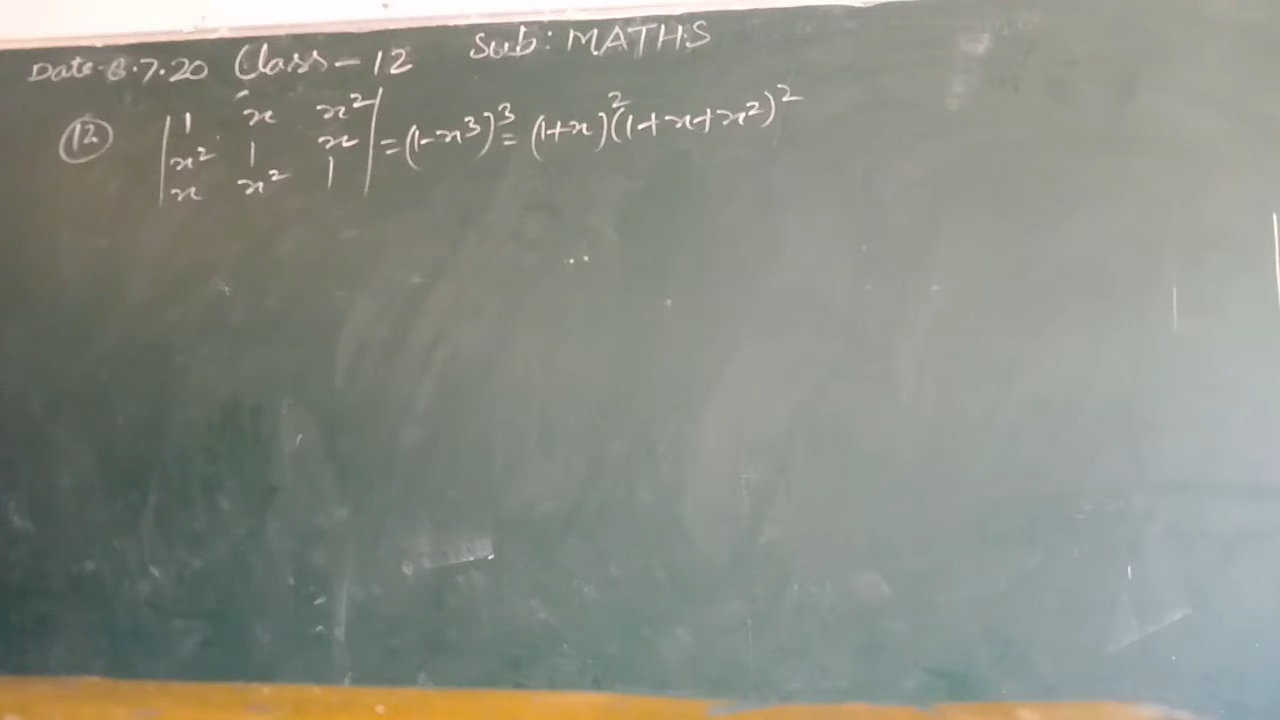 Date-6.7.20 Class-12 Sub: MATHS
(12) | 1 x x² | = (1-x³)³ = (1+x)²(1+x+x²)²
| x² 1 x |
| x x² 1 |